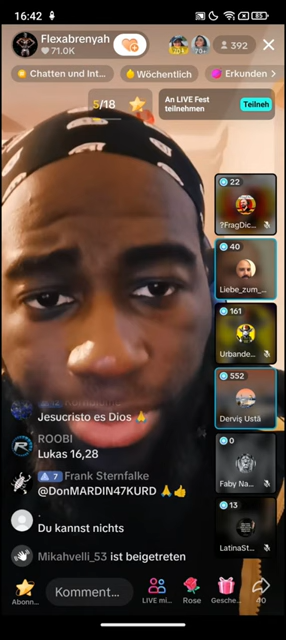 16:42
85
Flexabrenyah
71.0K
70+
392
Chatten und Int...
Wöchentlich
Erkunden
5/18
An LIVE Fest
teilnehmen
Teilneh
22
?FragDic...
40
Liebe_zum_...
161
Urbande...
552
Derviş Ustâ
0
Faby Na...
13
LatinaSt...
Jesucristo es Dios 🙏
ROOBI
Lukas 16,28
7 Frank Sternfalke
@DonMARDIN47KURD 🙏👍
.
Du kannst nichts
Mikahvelli_53 ist beigetreten
Abonn...
Komment...
LIVE mi...
Rose
Gesche...